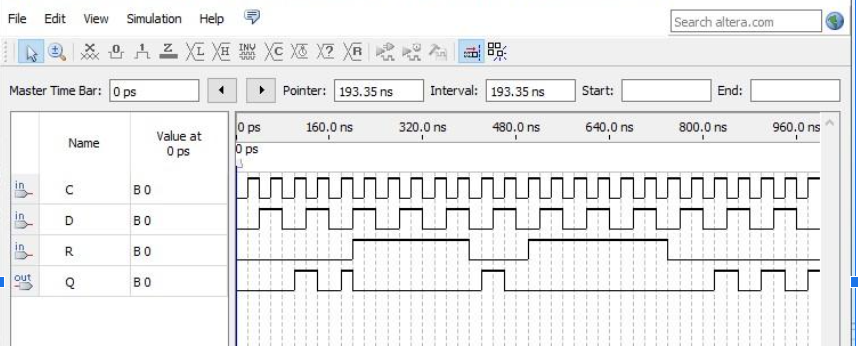 File Edit View Simulation Help
Search altera.com
Master Time Bar: 0 ps Pointer: 193.35 ns Interval: 193.35 ns Start: End:
Name Value at 0 ps
0 ps 160.0 ns 320.0 ns 480.0 ns 640.0 ns 800.0 ns 960.0 ns
0 ps
in C B 0
in D B 0
in R B 0
out Q B 0